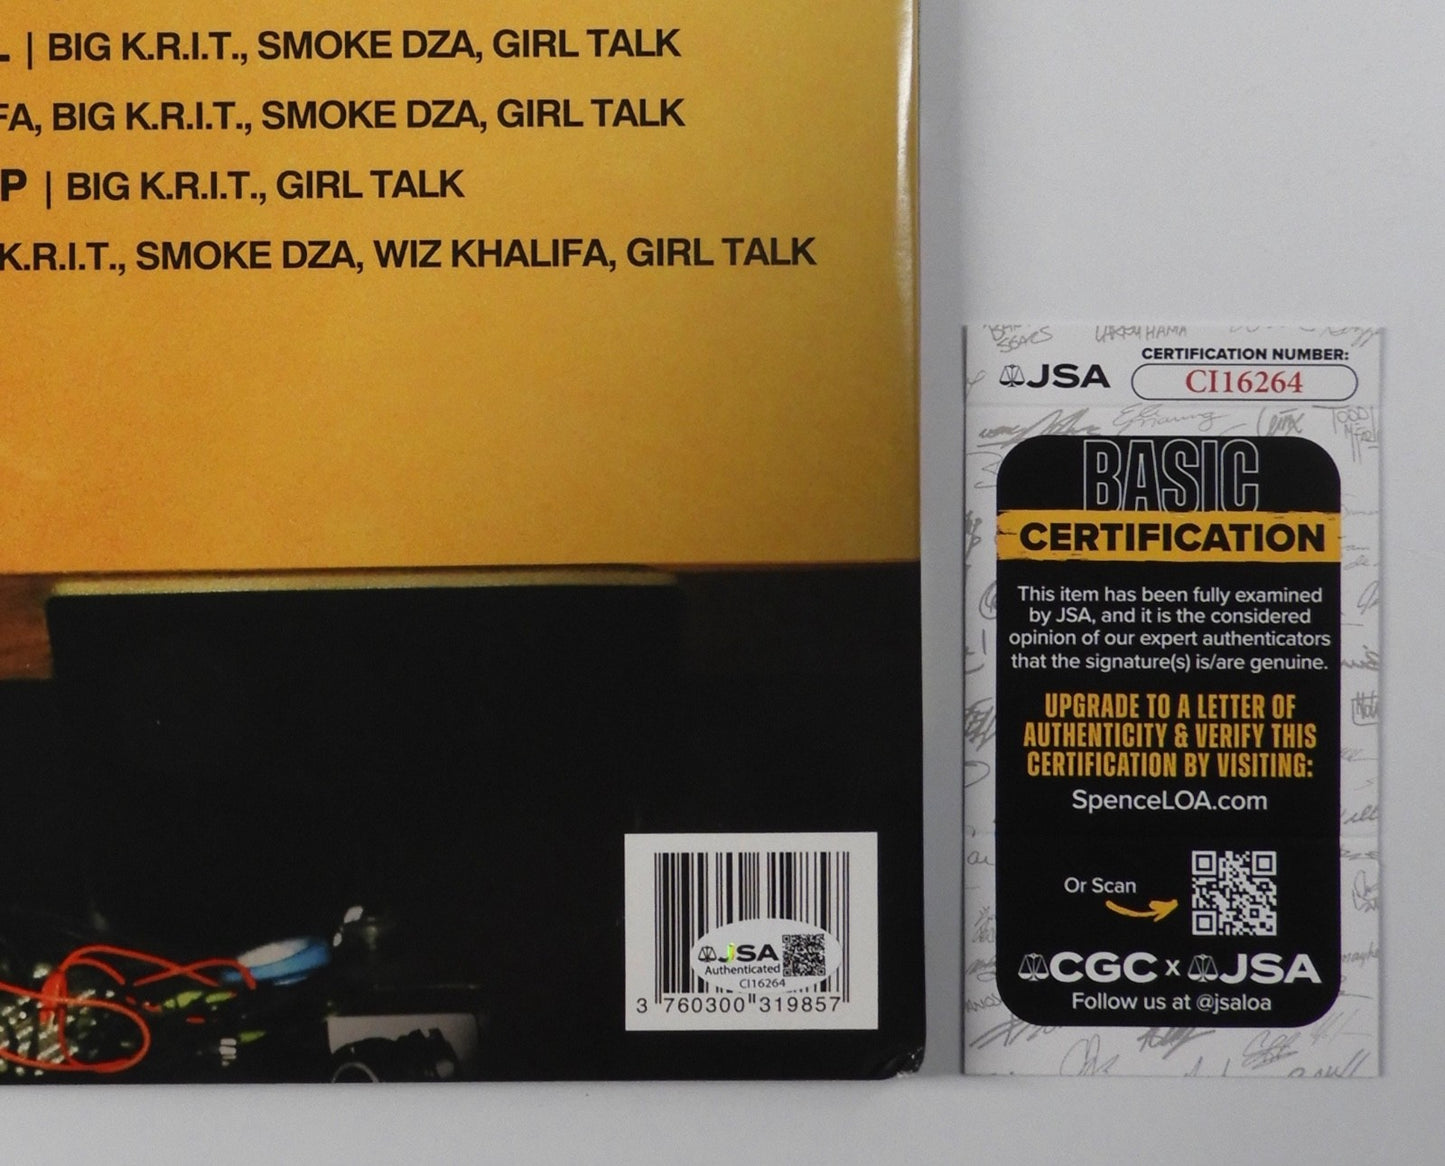 L | BIG K.R.I.T., SMOKE DZA, GIRL TALK
FA, BIG K.R.I.T., SMOKE DZA, GIRL TALK
P | BIG K.R.I.T., GIRL TALK
K.R.I.T., SMOKE DZA, WIZ KHALIFA, GIRL TALK
JSA
CERTIFICATION NUMBER:
CI16264
BASIC
CERTIFICATION
This item has been fully examined
by JSA, and it is the considered
opinion of our expert authenticators
that the signature(s) is/are genuine.
UPGRADE TO A LETTER OF
AUTHENTICITY & VERIFY THIS
CERTIFICATION BY VISITING:
SpenceLOA.com
Or Scan
CGC x JSA
Follow us at @jsaloa
JSA
Authenticated
CI16264
3 760300 319857